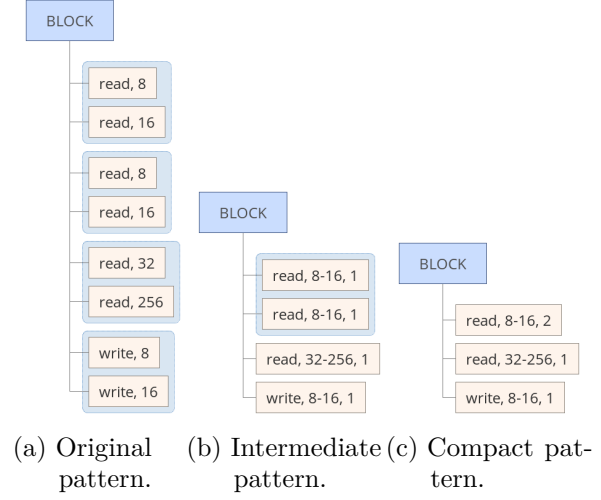 BLOCK
read, 8
read, 16
read, 8
read, 16
read, 32
read, 256
write, 8
write, 16
(a) Original
pattern.
BLOCK
read, 8-16, 1
read, 8-16, 1
read, 32-256, 1
write, 8-16, 1
(b) Intermediate
pattern.
BLOCK
read, 8-16, 2
read, 32-256, 1
write, 8-16, 1
(c) Compact pat-
tern.